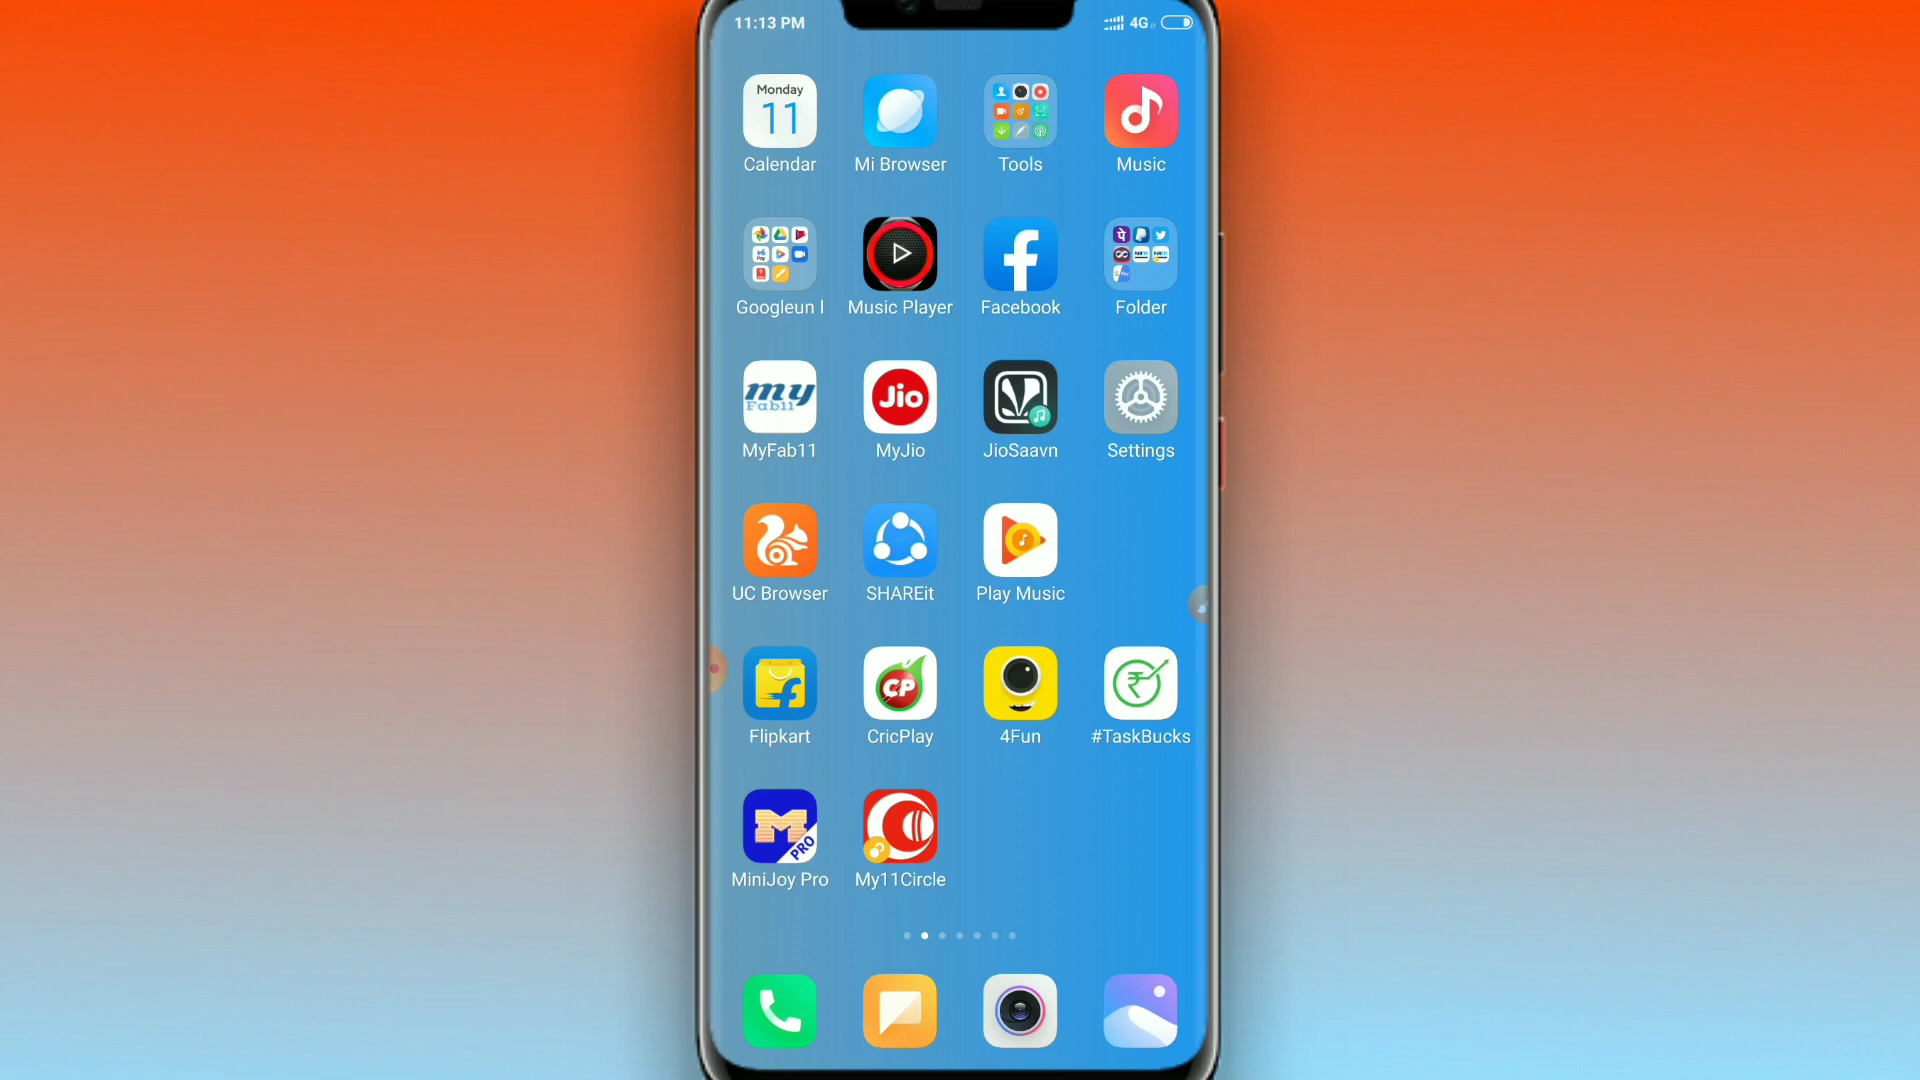 11:13 PM
4G
Monday
11
Calendar
Mi Browser
Tools
Music
Googleun l
Music Player
Facebook
पे
Pay
Folder
my
Fab11
MyFab11
Jio
MyJio
JioSaavn
Settings
UC Browser
SHAREit
Play Music
Flipkart
CP
CricPlay
4Fun
₹
#TaskBucks
M
PRO
MiniJoy Pro
My11Circle